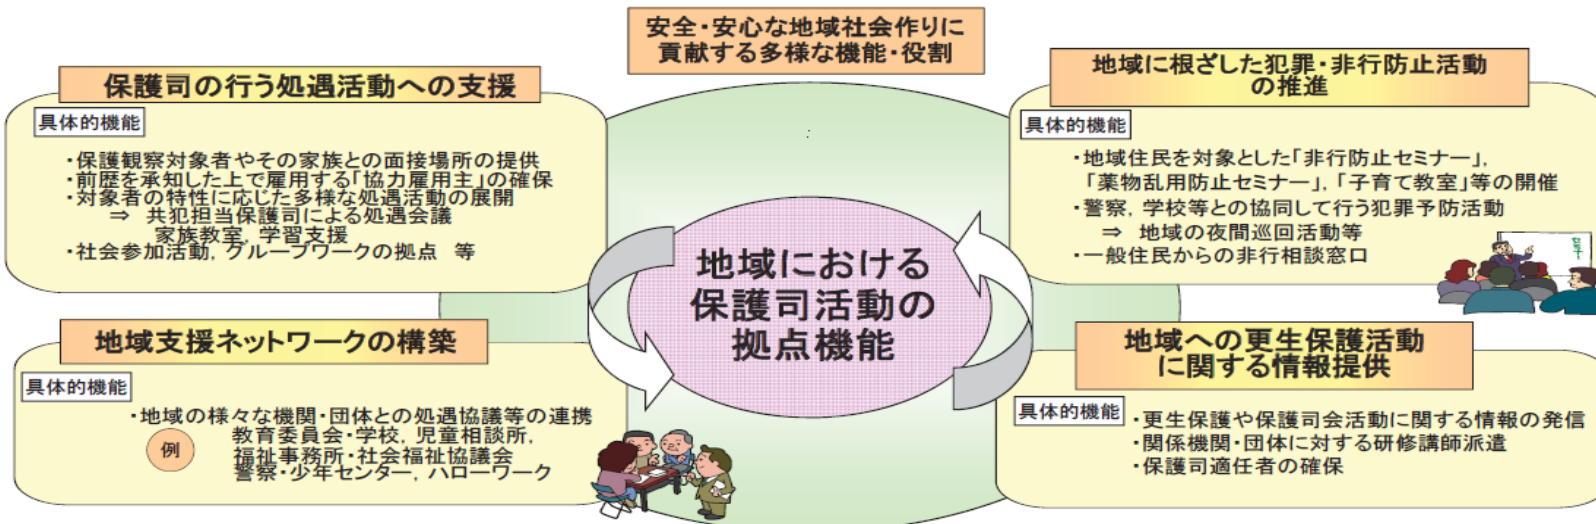 安全・安心な地域社会作りに
貢献する多様な機能・役割
保護司の行う処遇活動への支援
具体的機能
・保護観察対象者やその家族との面接場所の提供
・前歴を承知した上で雇用する「協力雇用主」の確保
・対象者の特性に応じた多様な処遇活動の展開
⇒ 共犯担当保護司による処遇会議
家族教室, 学習支援
・社会参加活動, グループワークの拠点 等
地域に根ざした犯罪・非行防止活動
の推進
具体的機能
・地域住民を対象とした「非行防止セミナー」,
「薬物乱用防止セミナー」, 「子育て教室」等の開催
・警察, 学校等との協同して行う犯罪予防活動
⇒ 地域の夜間巡回活動等
・一般住民からの非行相談窓口
:
地域における
保護司活動の
拠点機能
地域支援ネットワークの構築
具体的機能
・地域の様々な機関・団体との処遇協議等の連携
例
教育委員会・学校, 児童相談所,
福祉事務所・社会福祉協議会
警察・少年センター, ハローワーク
地域への更生保護活動
に関する情報提供
具体的機能
・更生保護や保護司会活動に関する情報の発信
・関係機関・団体に対する研修講師派遣
・保護司適任者の確保